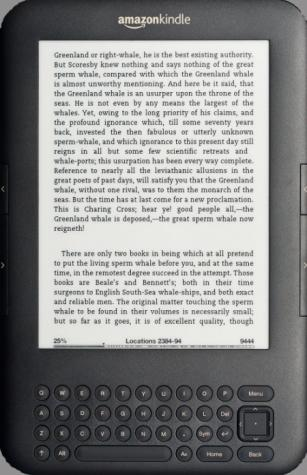 amazonkindle
Greenland or right-whale, he is the best existing authority.
But Scoresby knew nothing and says nothing of the great
sperm whale, compared with which the Greenland whale
is almost unworthy mentioning. And here be it said, that
the Greenland whale is an usurper upon the throne of the
seas. He is not even by any means the largest of the
whales. Yet, owing to the long priority of his claims, and
the profound ignorance which, till some seventy years
back, invested the then fabulous or utterly unknown
sperm-whale, and which ignorance to this present day still
reigns in all but some few scientific retreats and
whale-ports; this usurpation has been every way complete.
Reference to nearly all the leviathanic allusions in the
great poets of past days, will satisfy you that the Greenland
whale, without one rival, was to them the monarch of the
seas. But the time has at last come for a new proclamation.
This is Charing Cross; hear ye! good people all,—the
Greenland whale is deposed,—the great sperm whale now
reigneth!
There are only two books in being which at all pretend
to put the living sperm whale before you, and at the same
time, in the remotest degree succeed in the attempt. Those
books are Beale's and Bennett's; both in their time
surgeons to English South-Sea whale-ships, and both exact
and reliable men. The original matter touching the sperm
whale to be found in their volumes is necessarily small;
but so far as it goes, it is of excellent quality, though
25% Locations 2384-94 9444
Q W E R T Y U I O P Menu
A S D F G H J K L Del
Z X C V B N M . Sym
Alt Aa Home Back